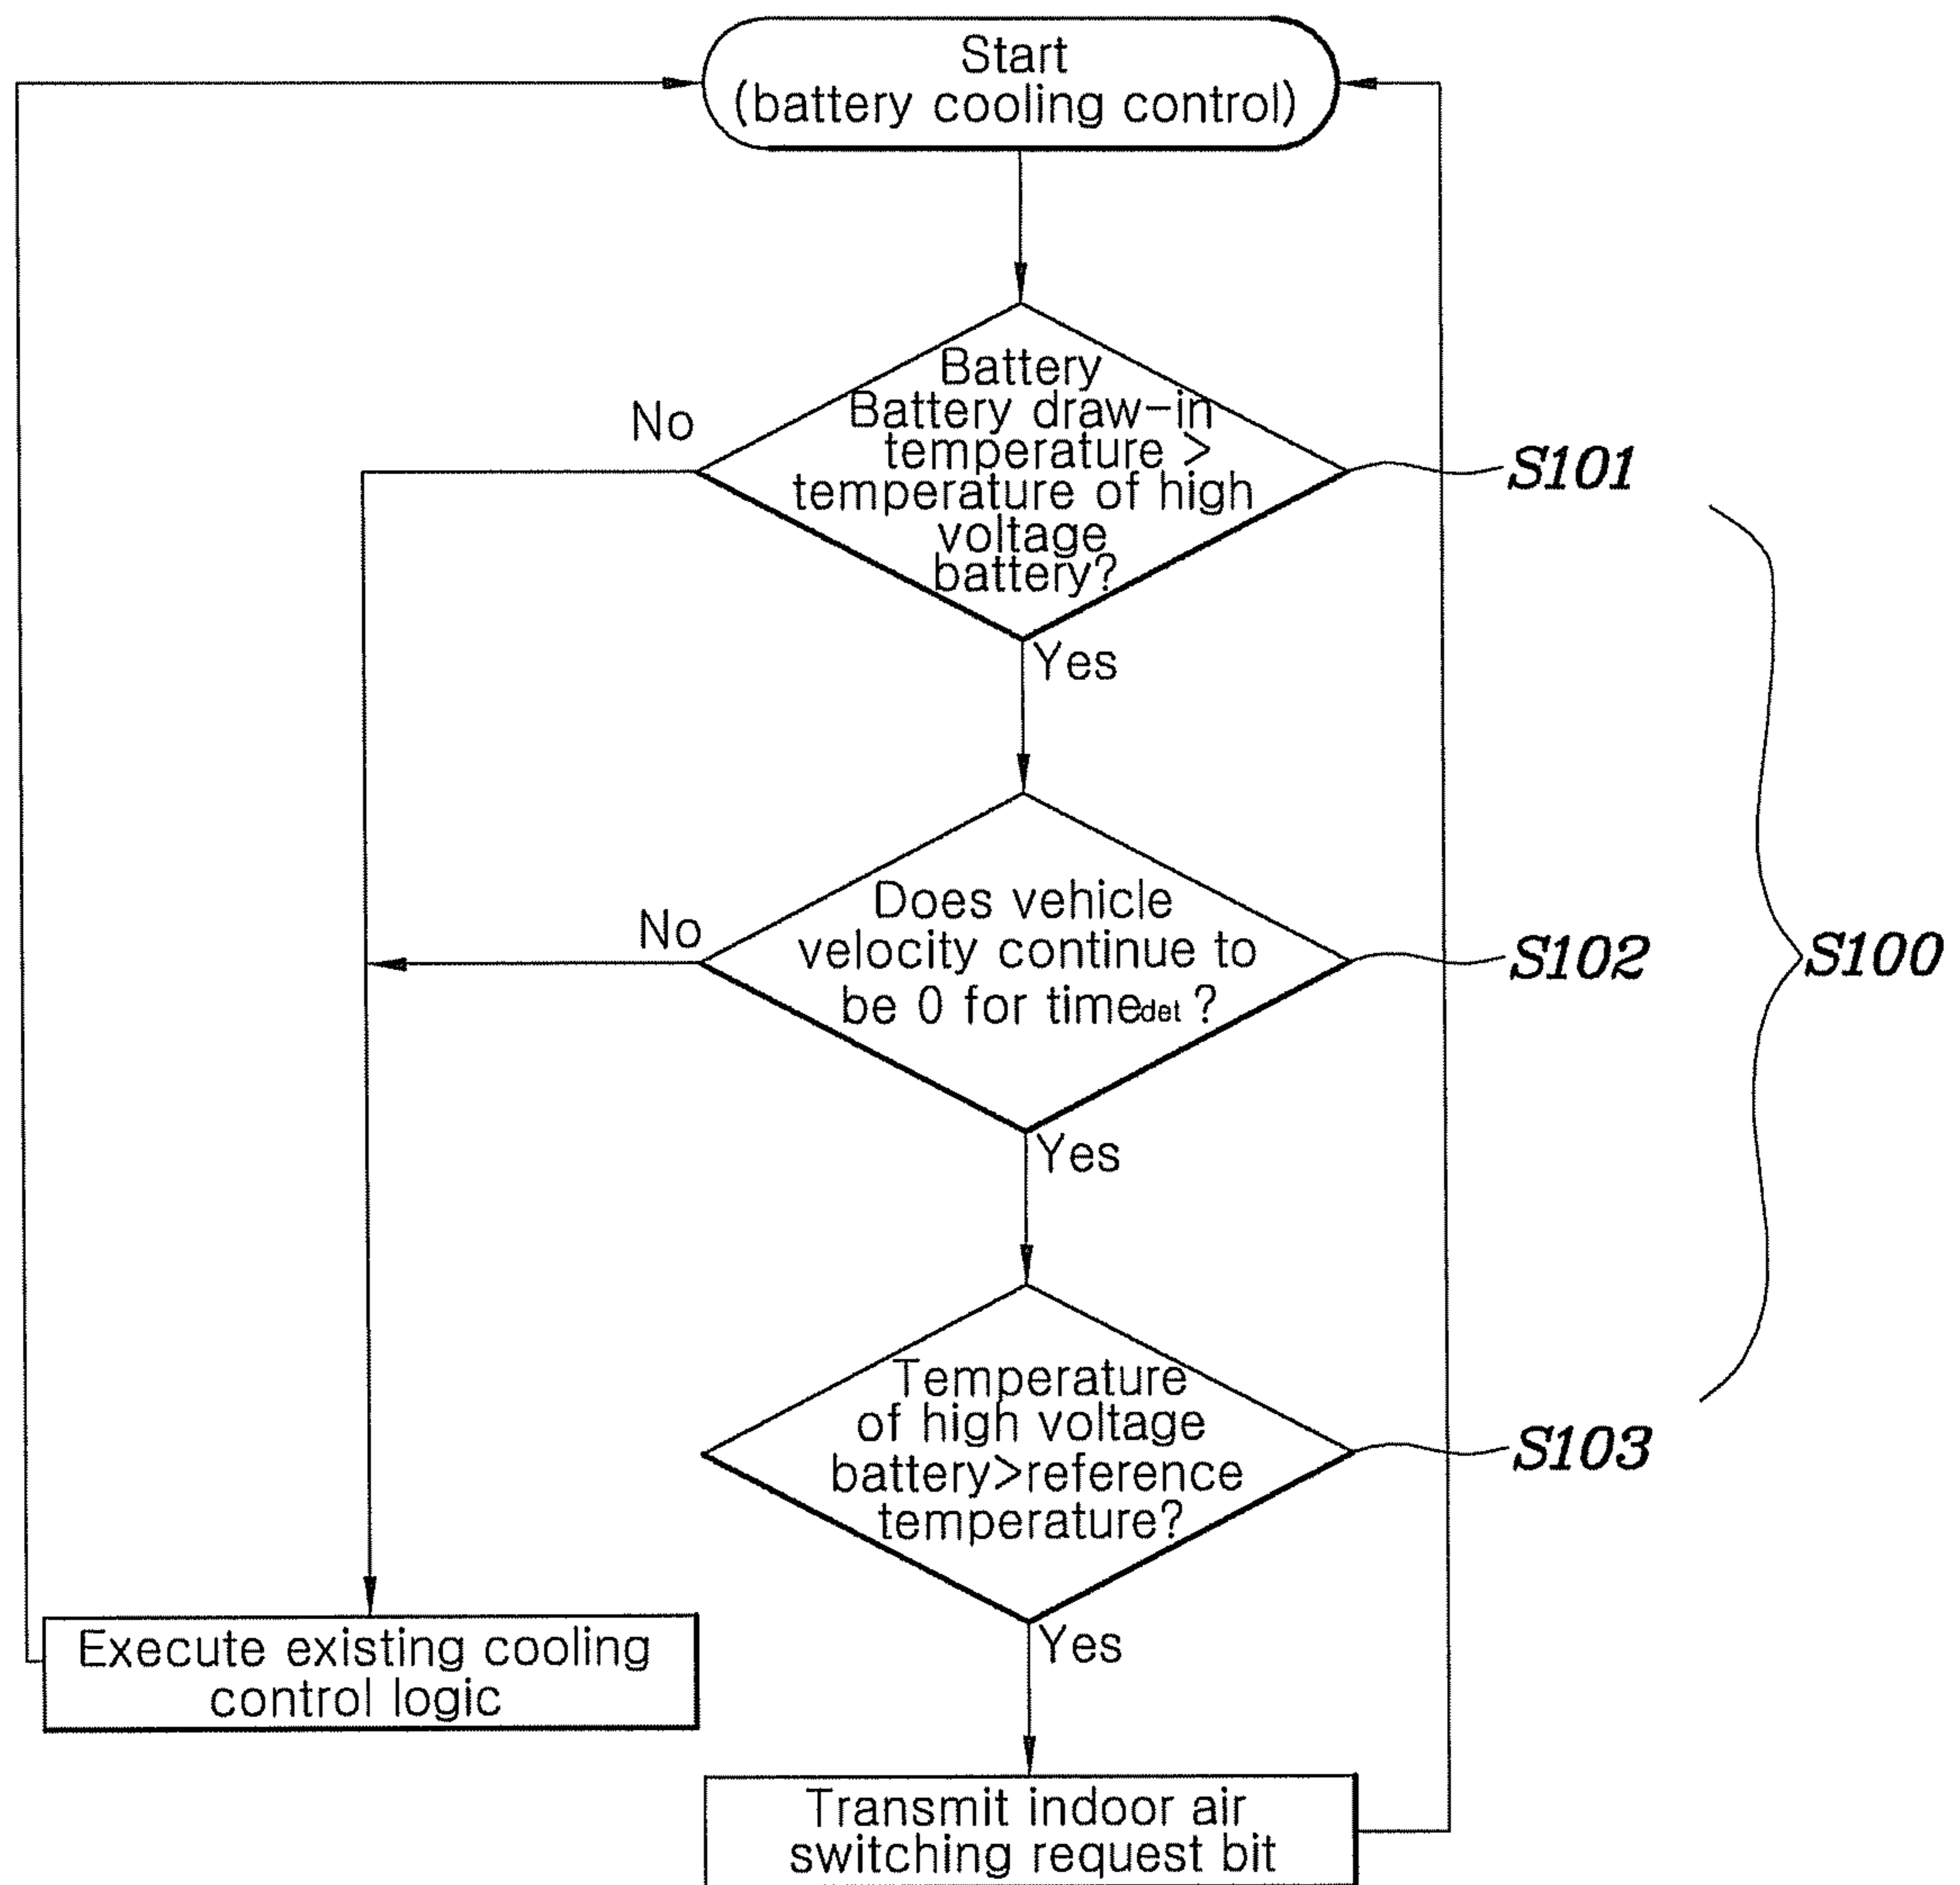 Start
(battery cooling control)
Battery
Battery draw-in
temperature >
temperature of high
voltage
battery?
No
S101
Yes
S100
Does vehicle
velocity continue to
be 0 for timedet ?
No
S102
Yes
Temperature
of high voltage
battery>reference
temperature?
S103
Yes
Execute existing cooling
control logic
Transmit indoor air
switching request bit